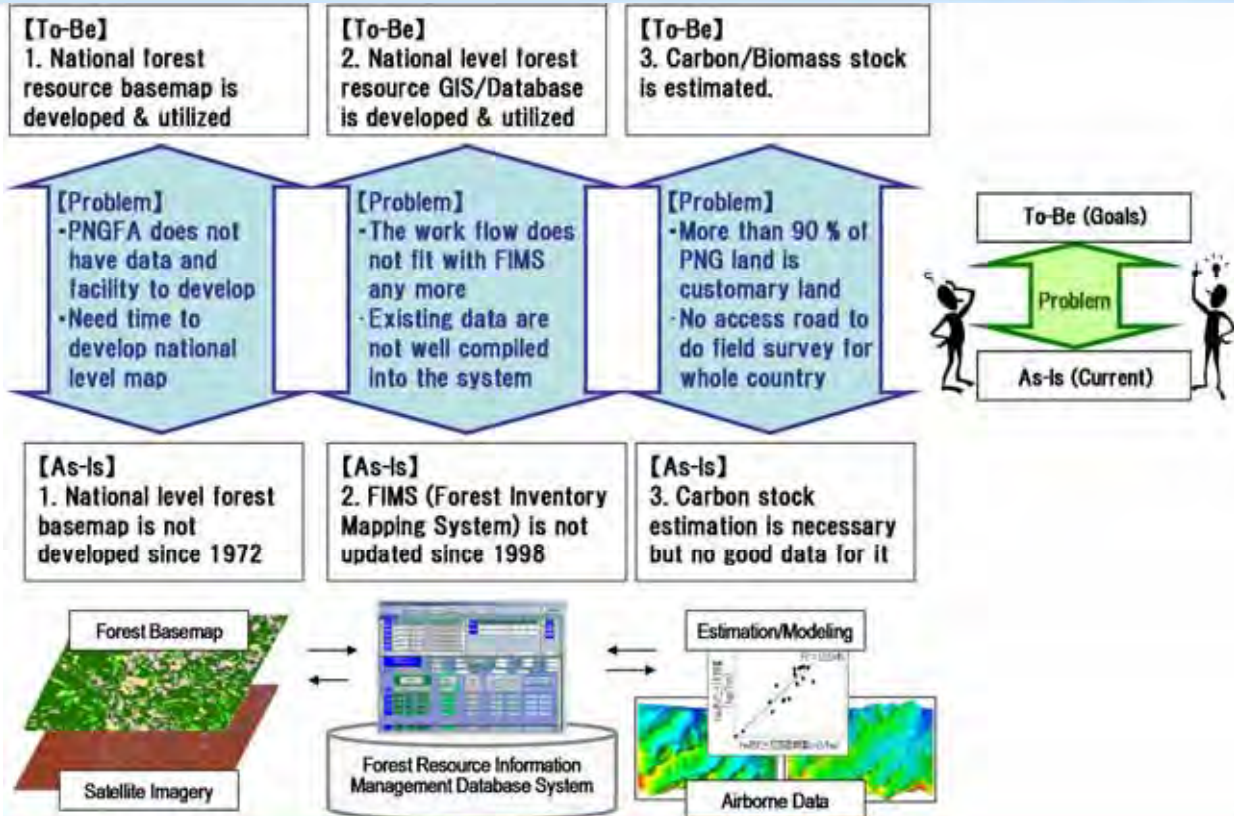 【To-Be】
1. National forest
resource basemap is
developed & utilized
【To-Be】
2. National level forest
resource GIS/Database
is developed & utilized
【To-Be】
3. Carbon/Biomass stock
is estimated.
【Problem】
・PNGFA does not
have data and
facility to develop
・Need time to
develop national
level map
【Problem】
・The work flow does
not fit with FIMS
any more
・Existing data are
not well compiled
into the system
【Problem】
・More than 90 % of
PNG land is
customary land
・No access road to
do field survey for
whole country
To-Be (Goals)
Problem
As-Is (Current)
【As-Is】
1. National level forest
basemap is not
developed since 1972
【As-Is】
2. FIMS (Forest Inventory
Mapping System) is not
updated since 1998
【As-Is】
3. Carbon stock
estimation is necessary
but no good data for it
Forest Basemap
Satellite Imagery
Forest Resource Information
Management Database System
Estimation/Modeling
Airborne Data